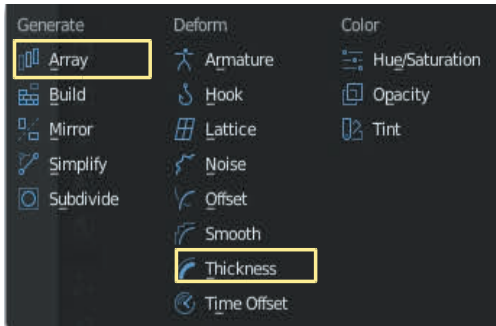 Generate
Array
Build
Mirror
Simplify
Subdivide
Deform
Armature
Hook
Lattice
Noise
Offset
Smooth
Thickness
Time Offset
Color
Hue/Saturation
Opacity
Tint